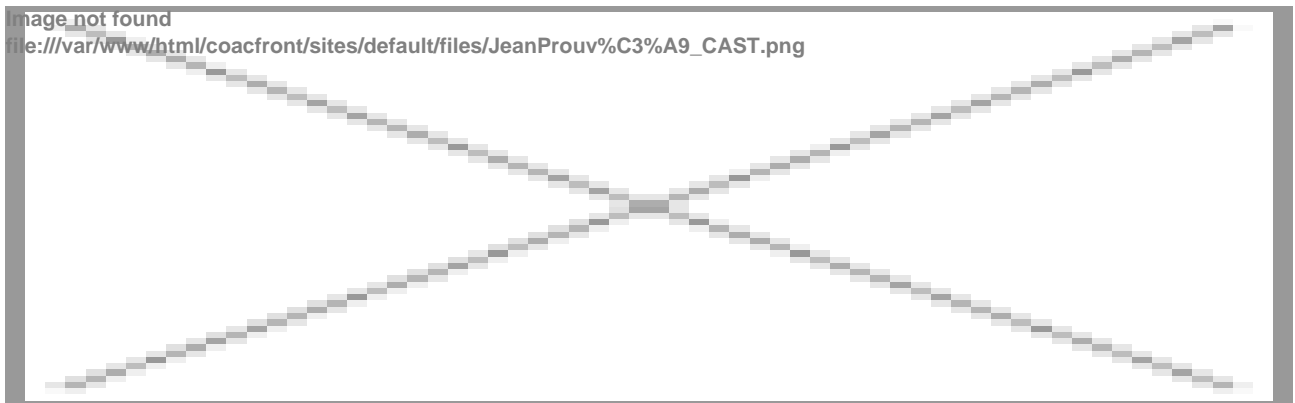 Image not found
file:///var/www/html/coacfront/sites/default/files/JeanProuv%C3%A9_CAST.png